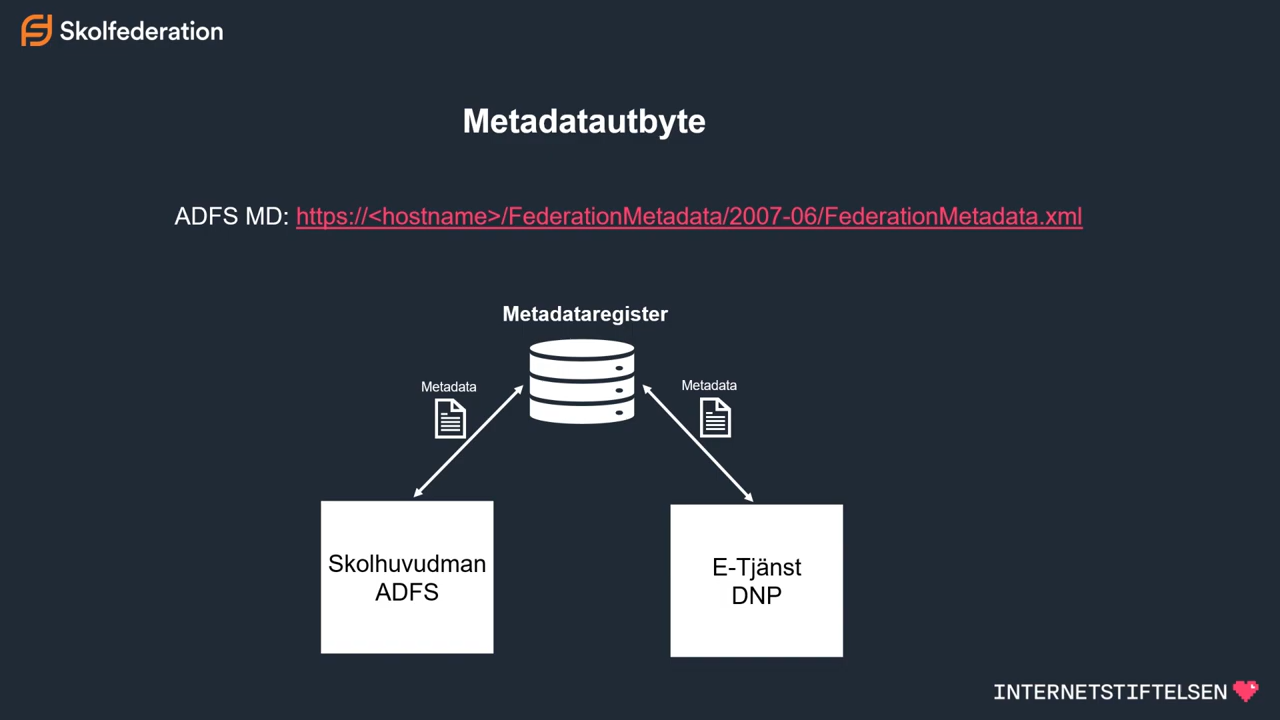 Skolfederation
Metadatautbyte
ADFS MD: https://<hostname>/FederationMetadata/2007-06/FederationMetadata.xml
Metadataregister
Metadata
Metadata
Skolhuvudman
ADFS
E-Tjänst
DNP
INTERNETSTIFTELSEN